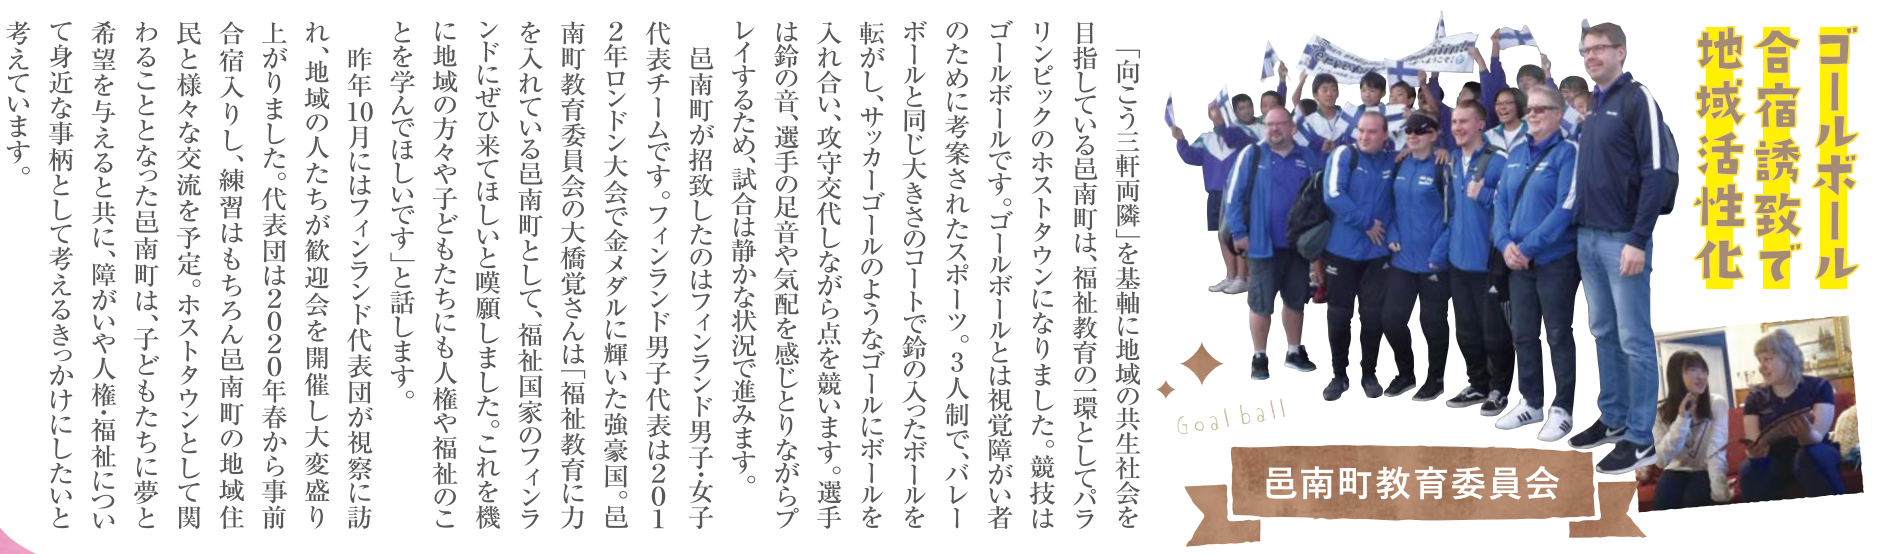 ゴールボール
合宿誘致で
地域活性化
Goal ball
邑南町教育委員会
「向こう三軒両隣」を基軸に地域の共生社会を
目指している邑南町は、福祉教育の一環としてパラ
リンピックのホストタウンになりました。競技は
ゴールボールです。ゴールボールとは視覚障がい者
のために考案されたスポーツ。3人制で、バレー
ボールと同じ大きさのコートで鈴の入ったボールを
転がし、サッカーゴールのようなゴールにボールを
入れ合い、攻守交代しながら点を競います。選手
は鈴の音、選手の足音や気配を感じとりながらプ
レイするため、試合は静かな状況で進みます。
邑南町が招致したのはフィンランド男子・女子
代表チームです。フィンランド男子代表は201
2年ロンドン大会で金メダルに輝いた強豪国。邑
南町教育委員会の大橋覚さんは「福祉教育に力
を入れている邑南町として、福祉国家のフィンラ
ンドにぜひ来てほしいと嘆願しました。これを機
に地域の方々や子どもたちにも人権や福祉のこ
とを学んでほしいです」と話します。
昨年10月にはフィンランド代表団が視察に訪
れ、地域の人たちが歓迎会を開催し大変盛り
上がりました。代表団は2020年春から事前
合宿入りし、練習はもちろん邑南町の地域住
民と様々な交流を予定。ホストタウンとして関
わることとなった邑南町は、子どもたちに夢と
希望を与えると共に、障がいや人権・福祉につい
て身近な事柄として考えるきっかけにしたいと
考えています。